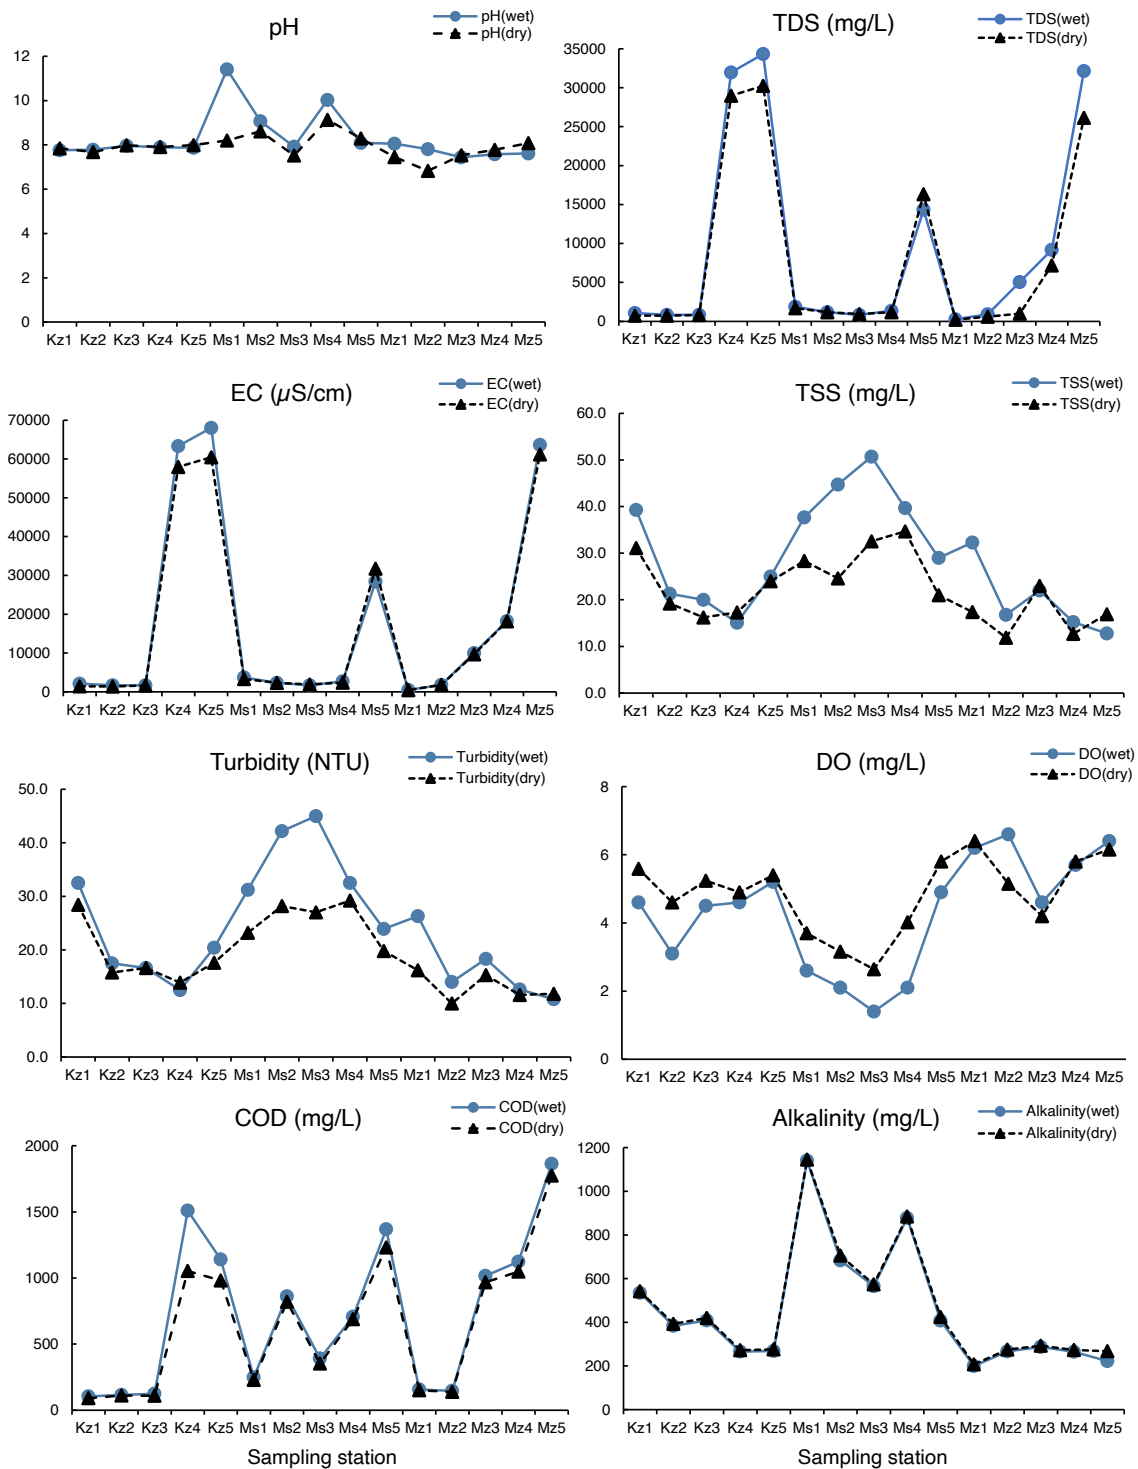 pH
pH(wet)
pH(dry)
12
10
8
6
4
2
0
Kz1 Kz2 Kz3 Kz4 Kz5 Ms1 Ms2 Ms3 Ms4 Ms5 Mz1 Mz2 Mz3 Mz4 Mz5
TDS (mg/L)
TDS(wet)
TDS(dry)
35000
30000
25000
20000
15000
10000
5000
0
Kz1 Kz2 Kz3 Kz4 Kz5 Ms1 Ms2 Ms3 Ms4 Ms5 Mz1 Mz2 Mz3 Mz4 Mz5
EC (µS/cm)
EC(wet)
EC(dry)
70000
60000
50000
40000
30000
20000
10000
0
Kz1 Kz2 Kz3 Kz4 Kz5 Ms1 Ms2 Ms3 Ms4 Ms5 Mz1 Mz2 Mz3 Mz4 Mz5
TSS (mg/L)
TSS(wet)
TSS(dry)
60.0
50.0
40.0
30.0
20.0
10.0
0.0
Kz1 Kz2 Kz3 Kz4 Kz5 Ms1 Ms2 Ms3 Ms4 Ms5 Mz1 Mz2 Mz3 Mz4 Mz5
Turbidity (NTU)
Turbidity(wet)
Turbidity(dry)
50.0
40.0
30.0
20.0
10.0
0.0
Kz1 Kz2 Kz3 Kz4 Kz5 Ms1 Ms2 Ms3 Ms4 Ms5 Mz1 Mz2 Mz3 Mz4 Mz5
DO (mg/L)
DO(wet)
DO(dry)
8
6
4
2
0
Kz1 Kz2 Kz3 Kz4 Kz5 Ms1 Ms2 Ms3 Ms4 Ms5 Mz1 Mz2 Mz3 Mz4 Mz5
COD (mg/L)
COD(wet)
COD(dry)
2000
1500
1000
500
0
Kz1 Kz2 Kz3 Kz4 Kz5 Ms1 Ms2 Ms3 Ms4 Ms5 Mz1 Mz2 Mz3 Mz4 Mz5
Sampling station
Alkalinity (mg/L)
Alkalinity(wet)
Alkalinity(dry)
1200
1000
800
600
400
200
0
Kz1 Kz2 Kz3 Kz4 Kz5 Ms1 Ms2 Ms3 Ms4 Ms5 Mz1 Mz2 Mz3 Mz4 Mz5
Sampling station